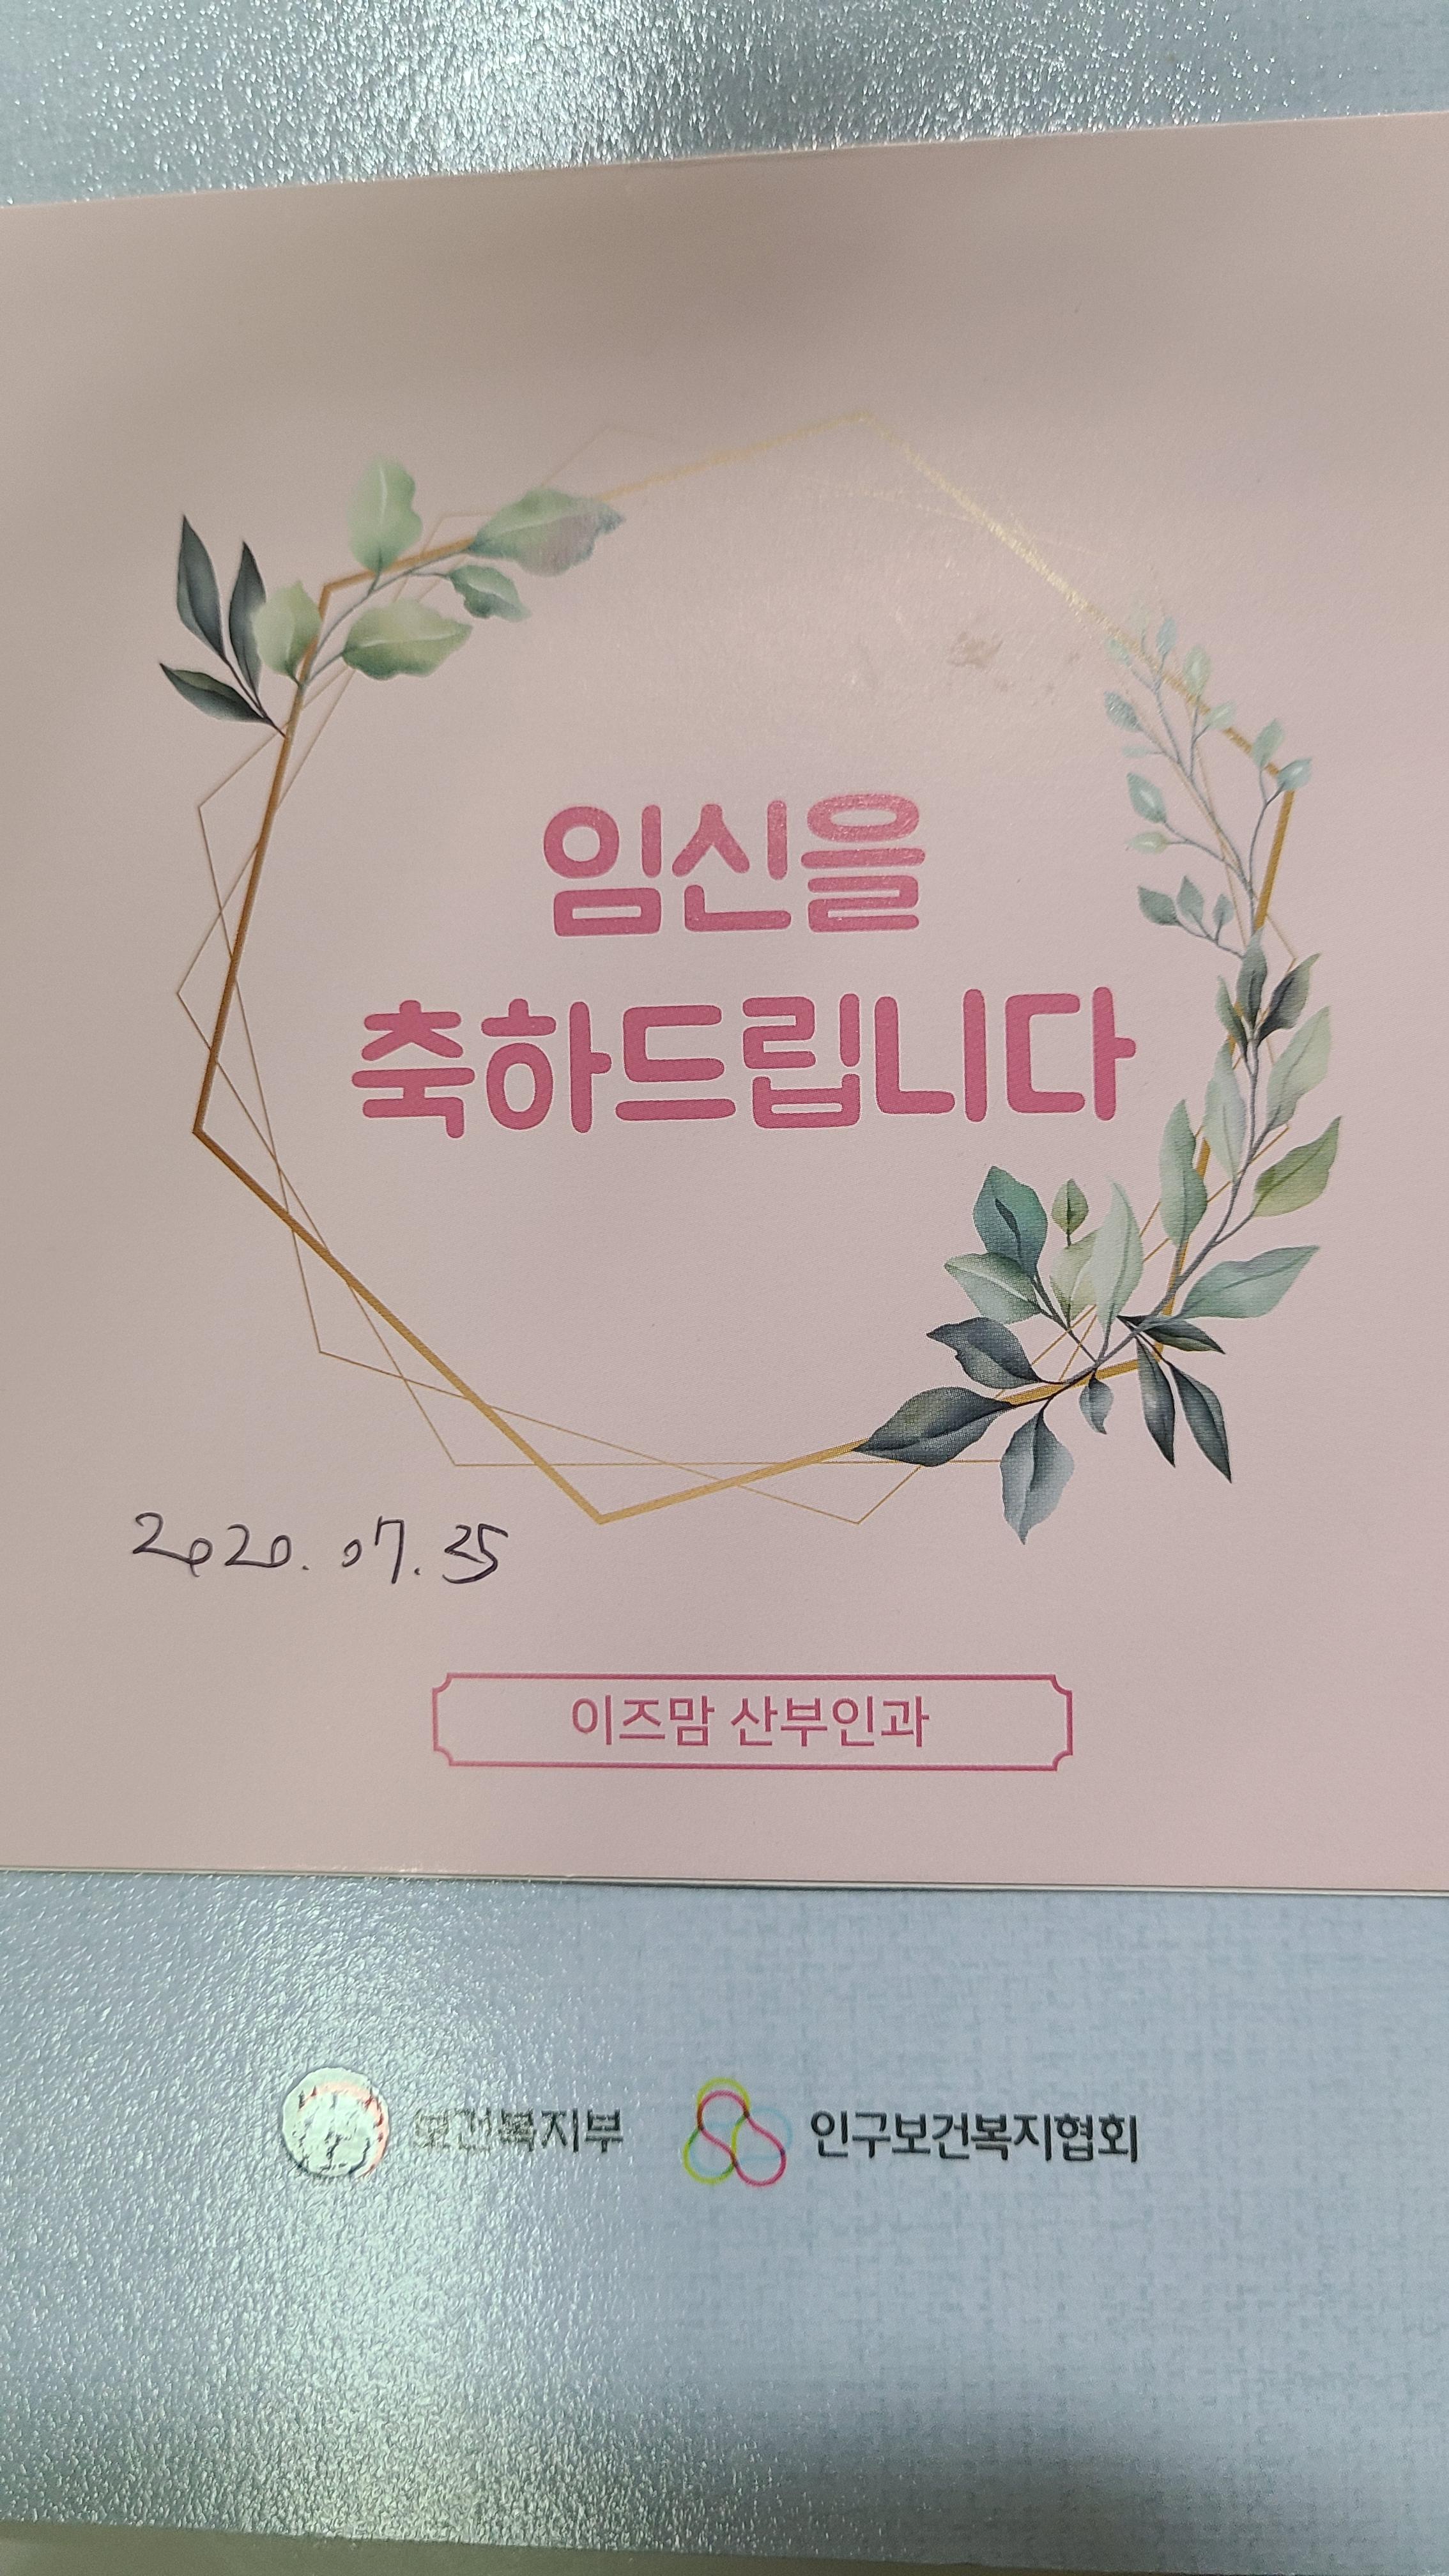 임신을
축하드립니다
2020.07.25
이즈맘 산부인과
보건복지부 인구보건복지협회